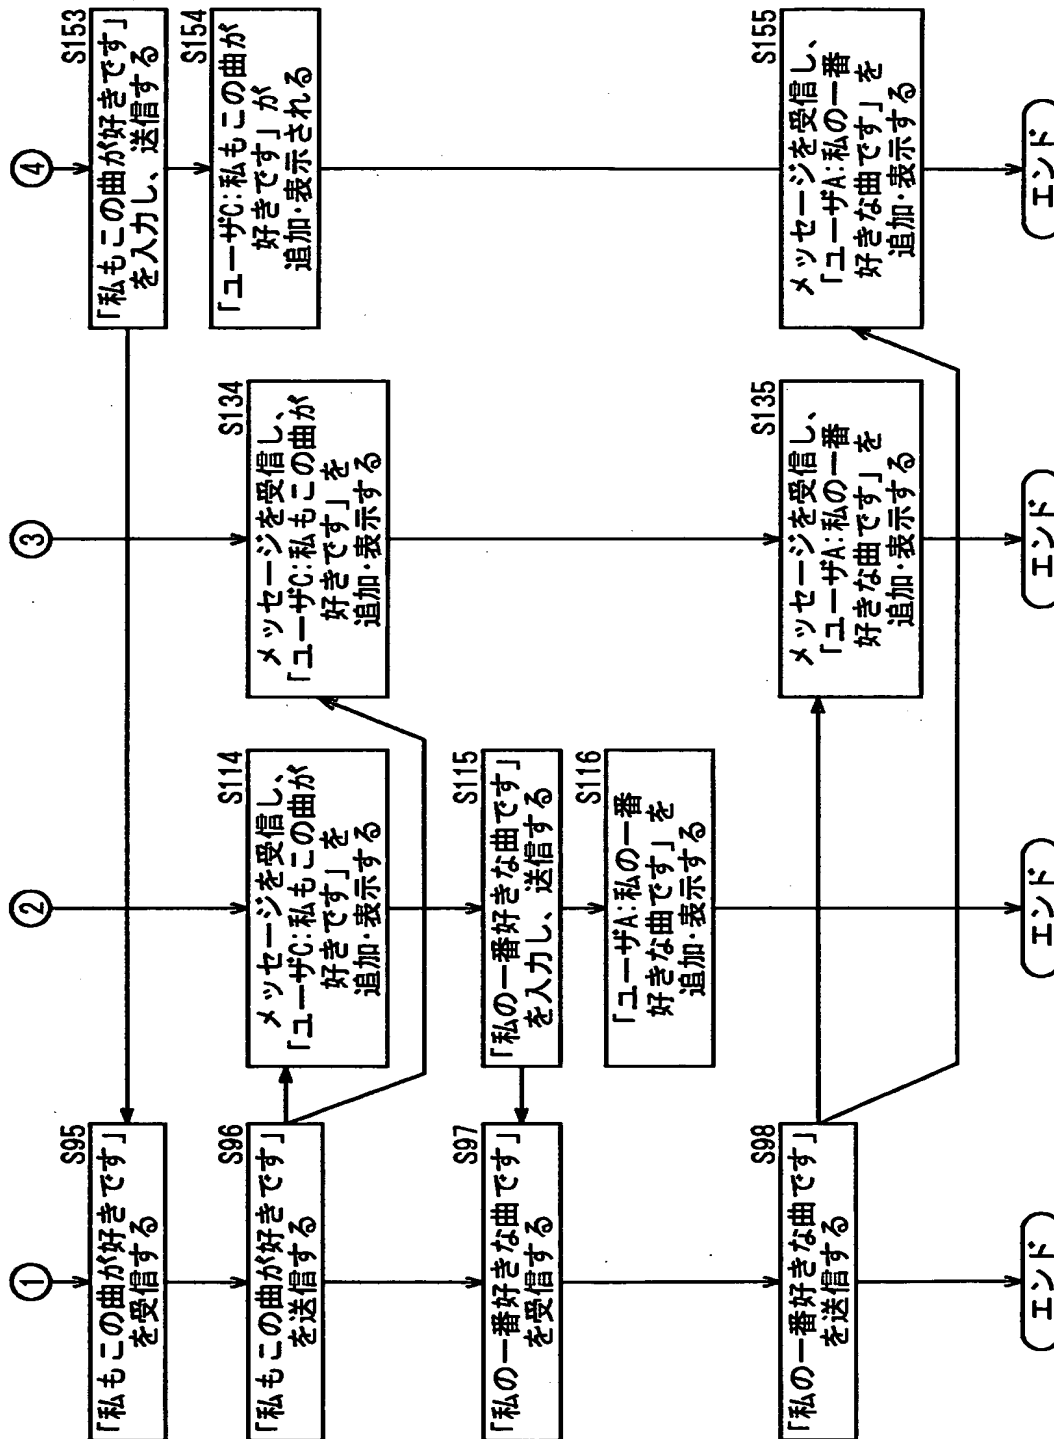 ①
S95
「私もこの曲が好きです」
を受信する
S96
「私もこの曲が好きです」
を送信する
S97
「私の一番好きな曲です」
を受信する
S98
「私の一番好きな曲です」
を送信する
エンド
②
S114
メッセージを受信し、
「ユーザC:私もこの曲が
好きです」を
追加・表示する
S115
「私の一番好きな曲です」
を入力し、送信する
S116
「ユーザA:私の一番
好きな曲です」を
追加・表示する
エンド
③
S134
メッセージを受信し、
「ユーザC:私もこの曲が
好きです」を
追加・表示する
S135
メッセージを受信し、
「ユーザA:私の一番
好きな曲です」を
追加・表示する
エンド
④
S153
「私もこの曲が好きです」
を入力し、送信する
S154
「ユーザC:私もこの曲が
好きです」が
追加・表示される
S155
メッセージを受信し、
「ユーザA:私の一番
好きな曲です」を
追加・表示する
エンド